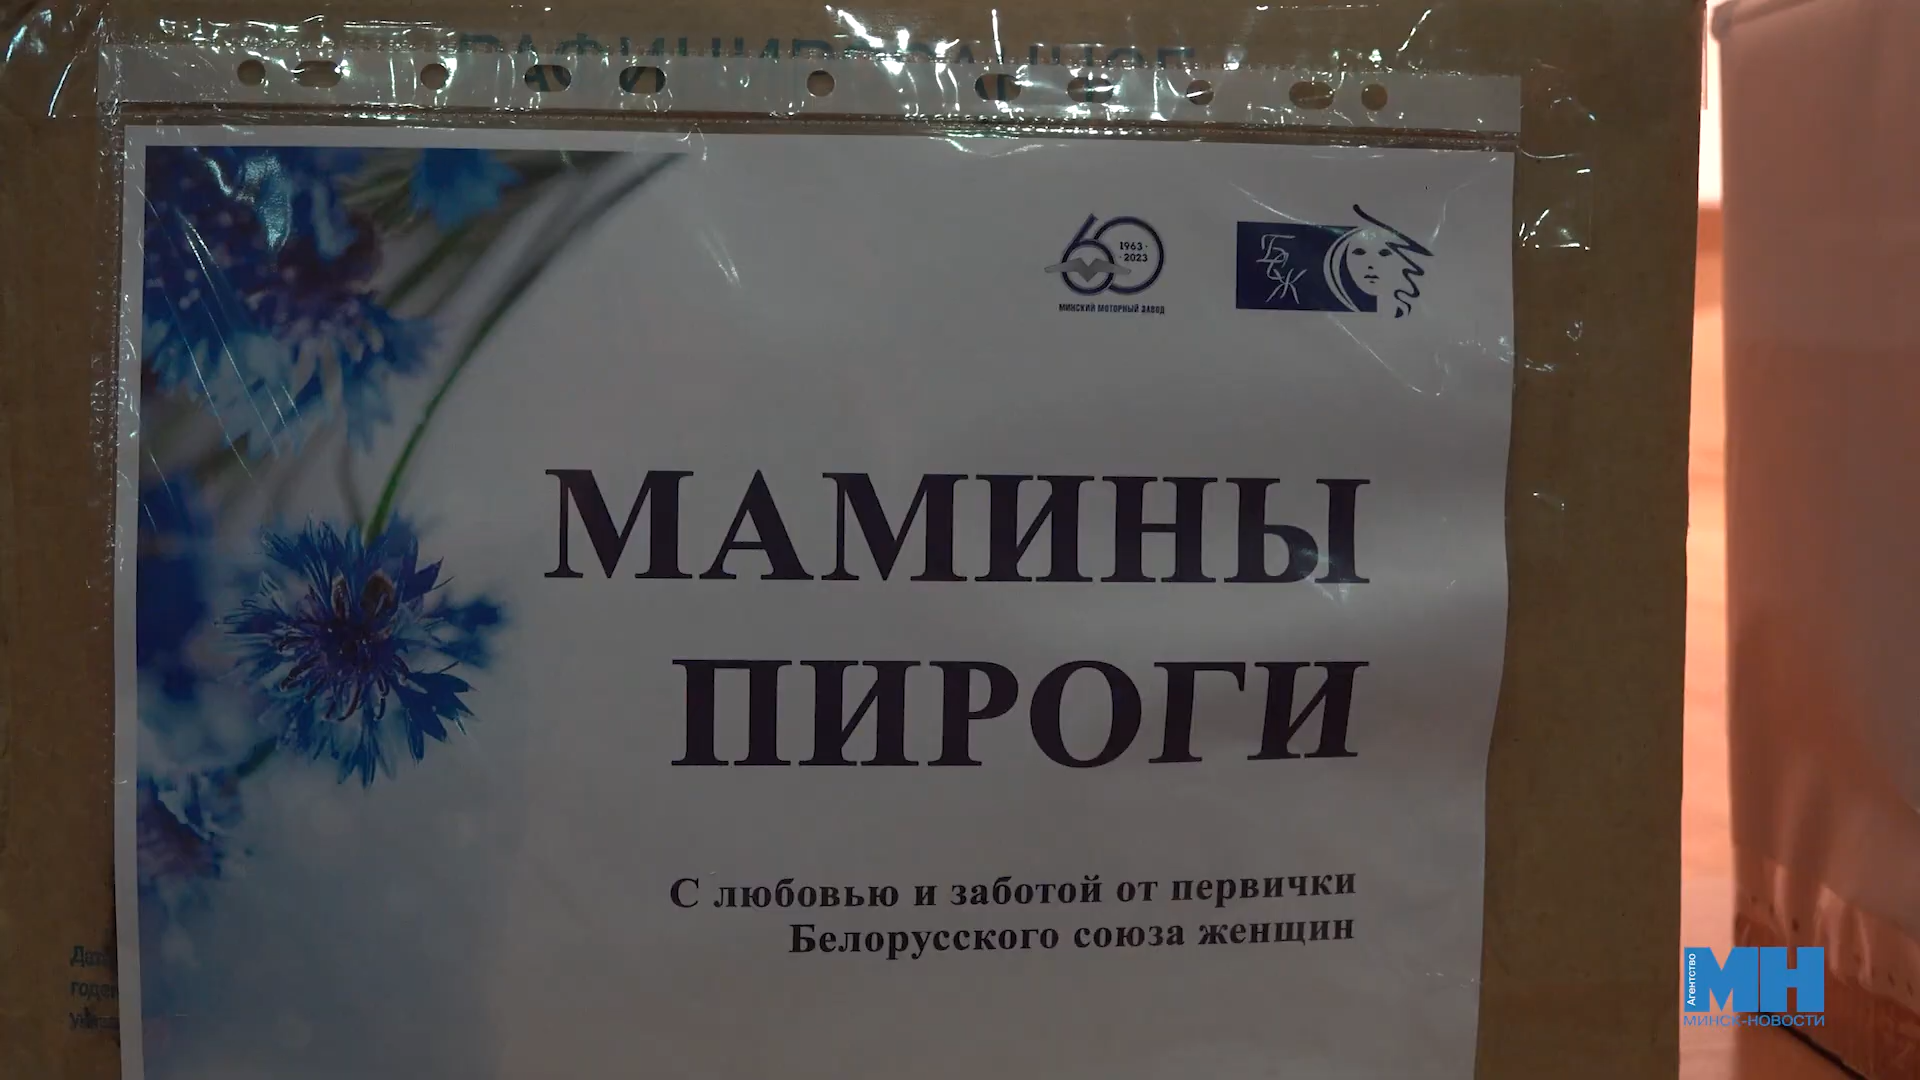 1963-
-2023
МИНСКИЙ МОТОРНЫЙ ЗАВОД
БСЖ
МАМИНЫ
ПИРОГИ
С любовью и заботой от первички
Белорусского союза женщин
Агентство
МН
МИНСК-НОВОСТИ